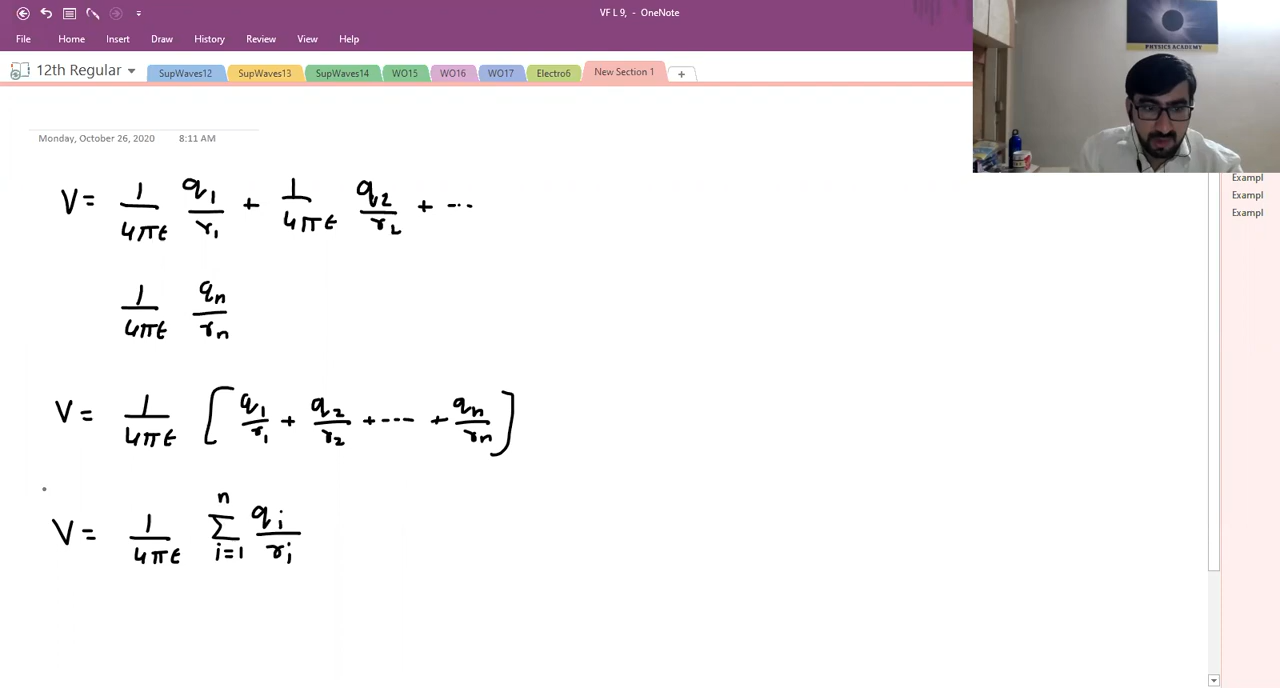 VF L 9, - OneNote
File Home Insert Draw History Review View Help
12th Regular SupWaves12 SupWaves13 SupWaves14 WO15 WO16 WO17 Electro6 New Section 1 +
PHYSICS ACADEMY
Monday, October 26, 2020 8:11 AM
Exampl
Exampl
Exampl
V = 1/4πε q1/r1 + 1/4πε q2/r2 + ...
1/4πε qn/rn
V = 1/4πε [q1/r1 + q2/r2 + ---- + qn/rn]
V = 1/4πε n∑i=1 qi/ri